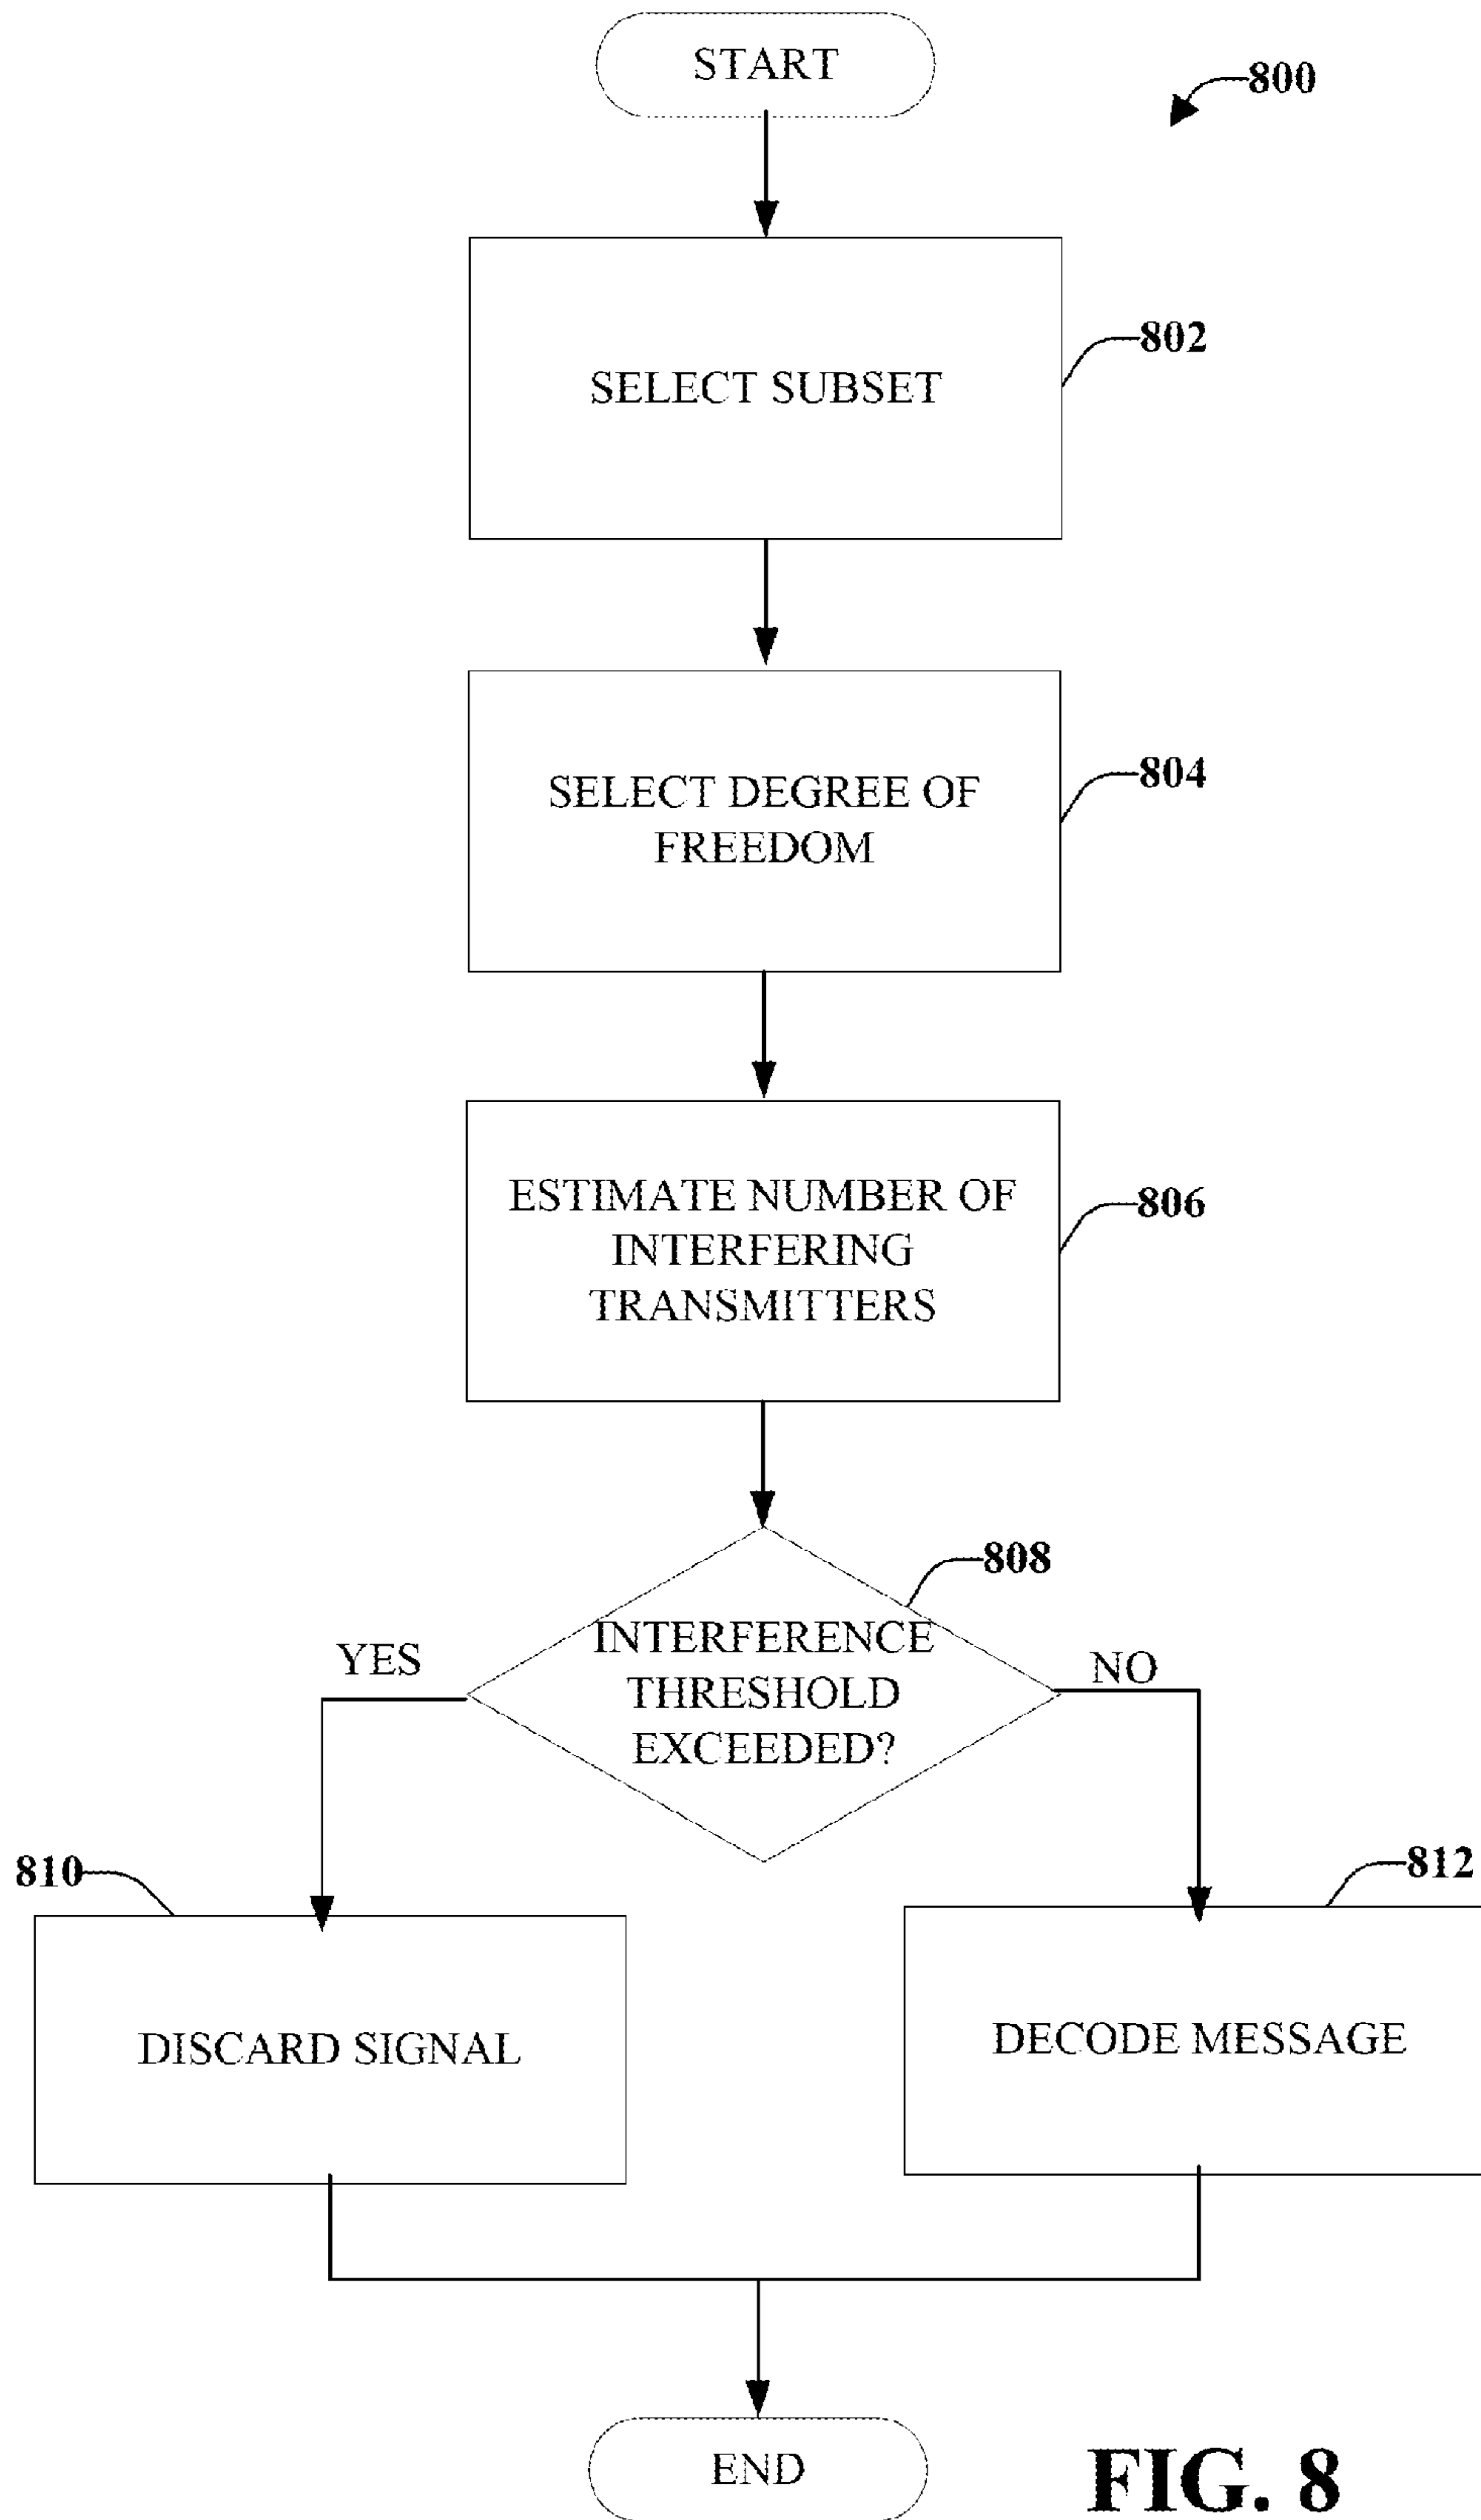 START
800
SELECT SUBSET
802
SELECT DEGREE OF
FREEDOM
804
ESTIMATE NUMBER OF
INTERFERING
TRANSMITTERS
806
808
INTERFERENCE
THRESHOLD
EXCEEDED?
YES
NO
810
812
DISCARD SIGNAL
DECODE MESSAGE
END
FIG. 8